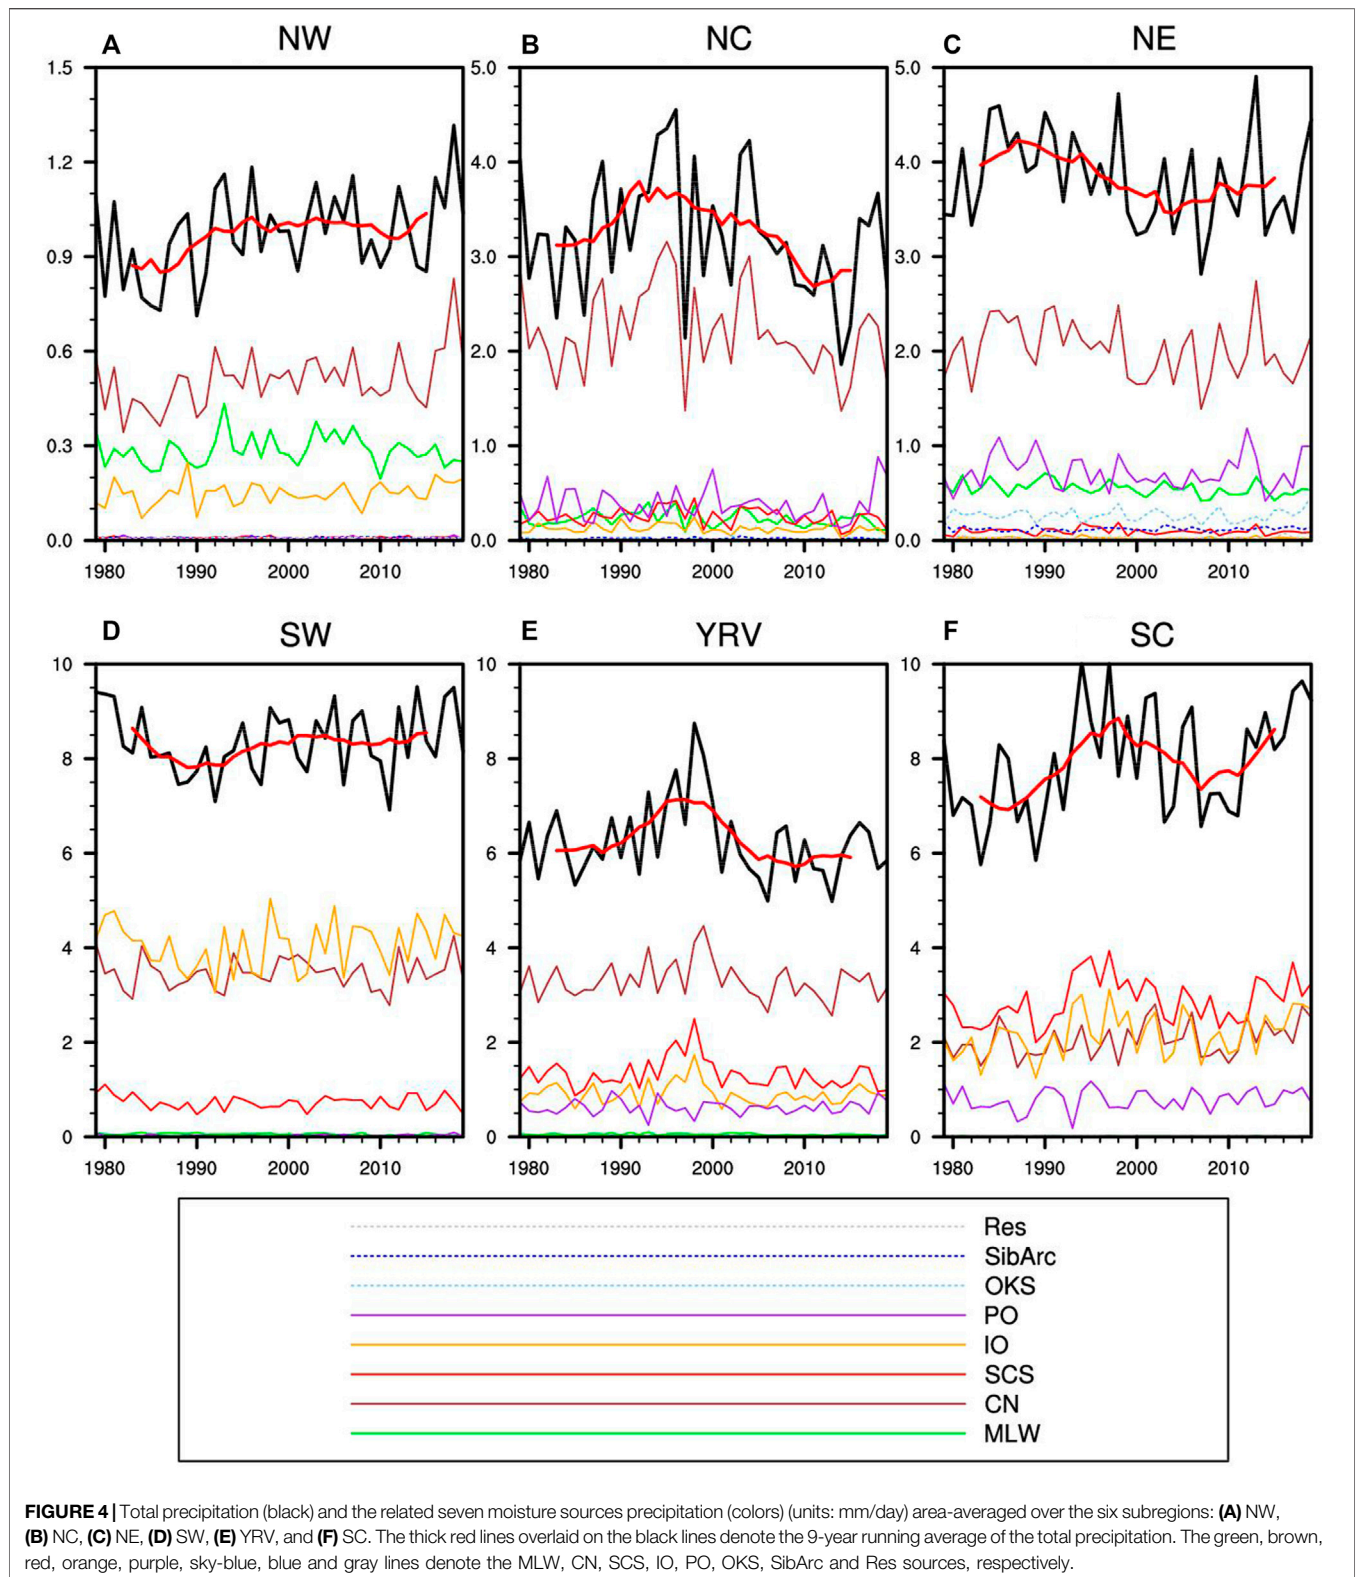 A NW B NC C NE
1.5 5.0 5.0
1.2 4.0 4.0
0.9 3.0 3.0
0.6 2.0 2.0
0.3 1.0 1.0
0.0 0.0 0.0
1980 1990 2000 2010 1980 1990 2000 2010 1980 1990 2000 2010
D SW E YRV F SC
10 10 10
8 8 8
6 6 6
4 4 4
2 2 2
0 0 0
1980 1990 2000 2010 1980 1990 2000 2010 1980 1990 2000 2010
Res
SibArc
OKS
PO
IO
SCS
CN
MLW
FIGURE 4 | Total precipitation (black) and the related seven moisture sources precipitation (colors) (units: mm/day) area-averaged over the six subregions: (A) NW,
(B) NC, (C) NE, (D) SW, (E) YRV, and (F) SC. The thick red lines overlaid on the black lines denote the 9-year running average of the total precipitation. The green, brown,
red, orange, purple, sky-blue, blue and gray lines denote the MLW, CN, SCS, IO, PO, OKS, SibArc and Res sources, respectively.